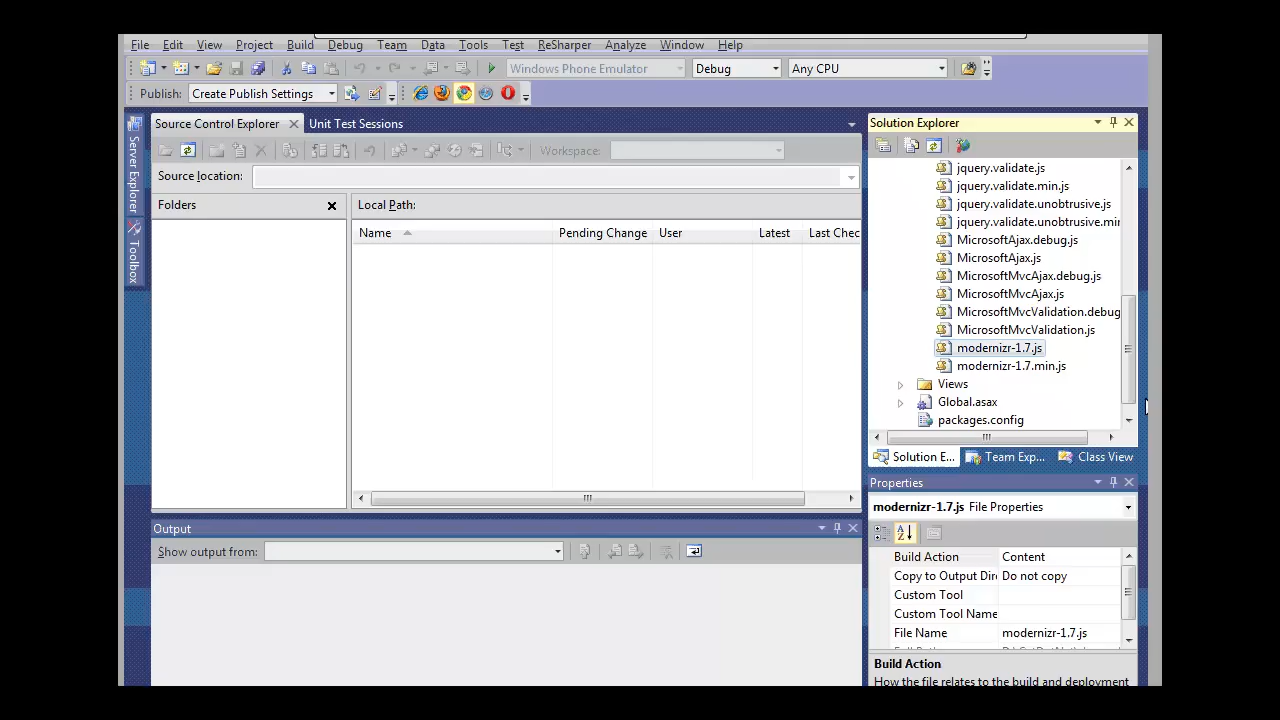 File Edit View Project Build Debug Team Data Tools Test ReSharper Analyze Window Help
Windows Phone Emulator Debug Any CPU
Publish: Create Publish Settings
Server Explorer
Toolbox
Source Control Explorer Unit Test Sessions
Workspace:
Source location:
Folders Local Path:
Name Pending Change User Latest Last Chec
Output
Show output from:
Solution Explorer
jquery.validate.js
jquery.validate.min.js
jquery.validate.unobtrusive.js
jquery.validate.unobtrusive.mir
MicrosoftAjax.debug.js
MicrosoftAjax.js
MicrosoftMvcAjax.debug.js
MicrosoftMvcAjax.js
MicrosoftMvcValidation.debug
MicrosoftMvcValidation.js
modernizr-1.7.js
modernizr-1.7.min.js
Views
Global.asax
packages.config
Solution E... Team Exp... Class View
Properties
modernizr-1.7.js File Properties
Build Action Content
Copy to Output Dir Do not copy
Custom Tool
Custom Tool Name
File Name modernizr-1.7.js
Build Action
How the file relates to the build and deployment